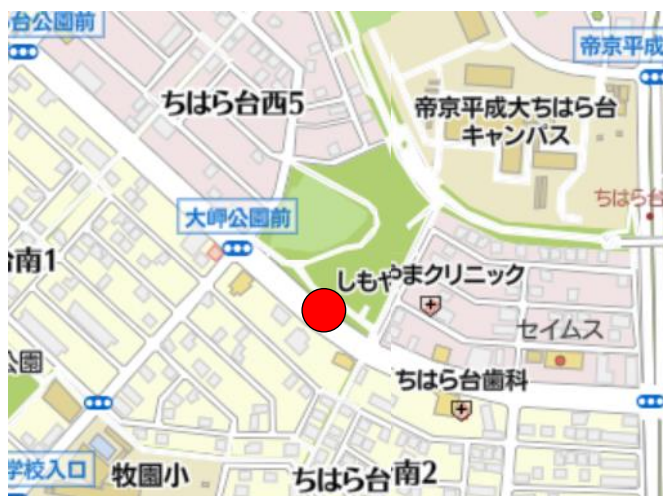 台公園前
帝京平成
ちはら台西5
帝京平成大ちはら台
キャンパス
ちはら台
大岬公園前
台南1
しもやまクリニック
セイムス
公園
ちはら台歯科
学校入口
牧園小
ちはら台南2